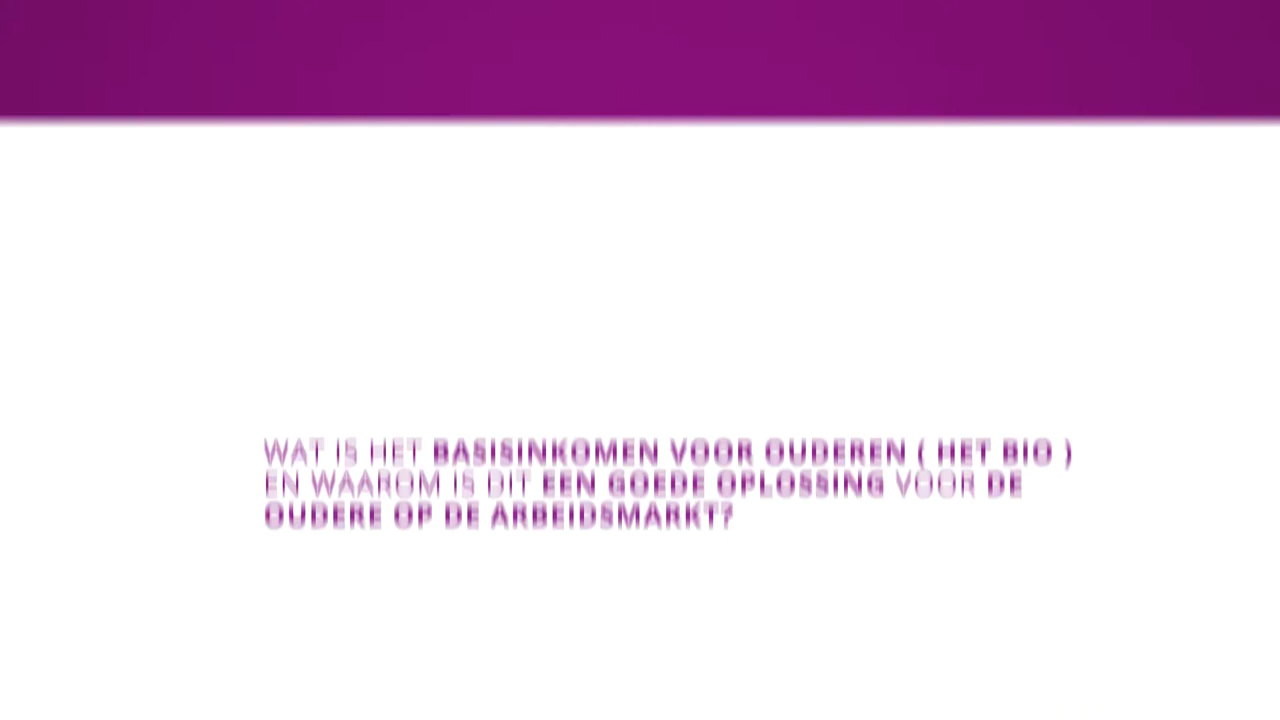 WAT IS HET BASISINKOMEN VOOR OUDEREN ( HET BIO )
EN WAAROM IS DIT EEN GOEDE OPLOSSING VOOR DE
OUDERE OP DE ARBEIDSMARKT?